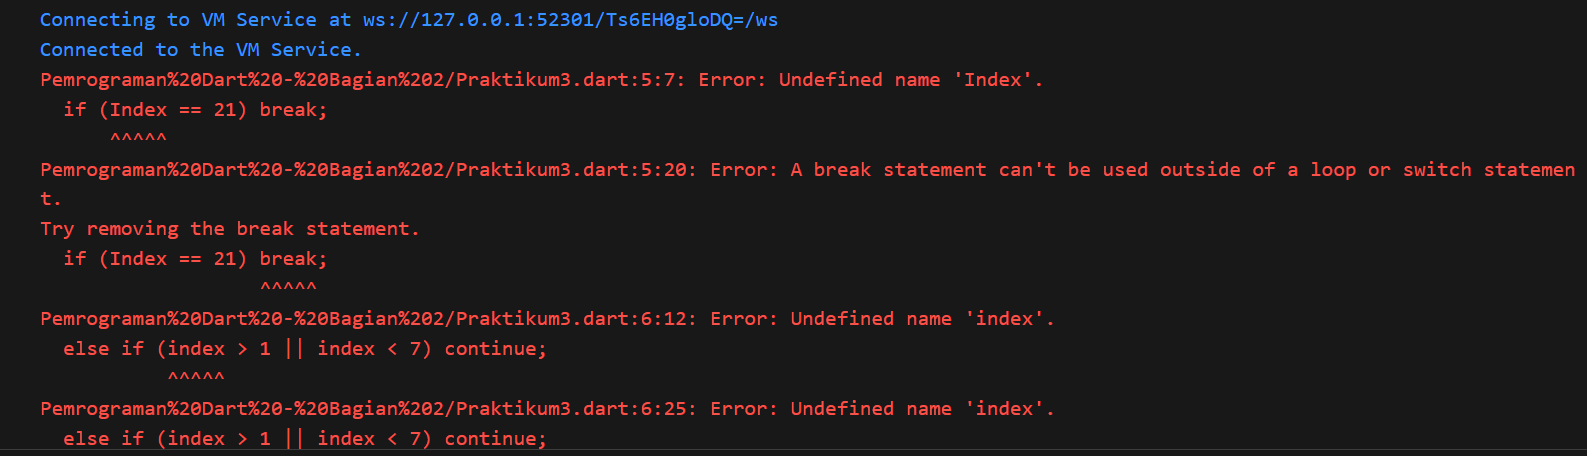 Connecting to VM Service at ws://127.0.0.1:52301/Ts6EH0gloDQ=/ws
Connected to the VM Service.
Pemrograman%20Dart%20-%20Bagian%202/Praktikum3.dart:5:7: Error: Undefined name 'Index'.
  if (Index == 21) break;
      ^^^^^
Pemrograman%20Dart%20-%20Bagian%202/Praktikum3.dart:5:20: Error: A break statement can't be used outside of a loop or switch statemen
t.
Try removing the break statement.
  if (Index == 21) break;
                   ^^^^^
Pemrograman%20Dart%20-%20Bagian%202/Praktikum3.dart:6:12: Error: Undefined name 'index'.
  else if (index > 1 || index < 7) continue;
           ^^^^^
Pemrograman%20Dart%20-%20Bagian%202/Praktikum3.dart:6:25: Error: Undefined name 'index'.
  else if (index > 1 || index < 7) continue;